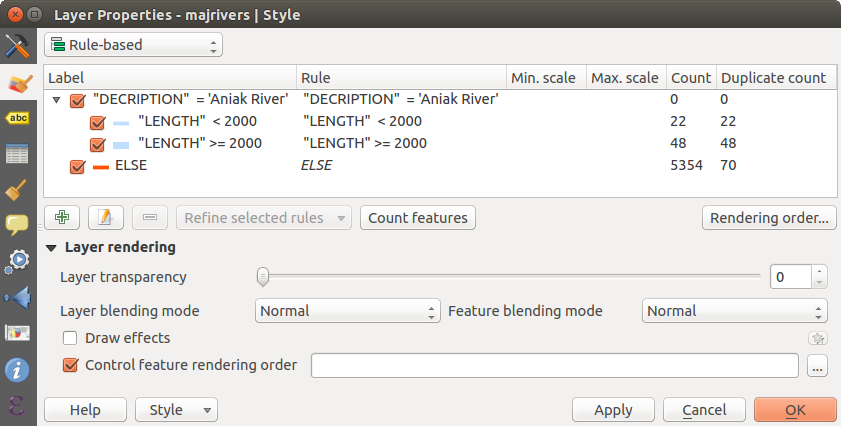 Layer Properties - majrivers | Style
Rule-based
Label Rule Min. scale Max. scale Count Duplicate count
"DECRIPTION" = 'Aniak River' "DECRIPTION" = 'Aniak River' 0 0
"LENGTH" < 2000 "LENGTH" < 2000 22 22
"LENGTH" >= 2000 "LENGTH" >= 2000 48 48
ELSE ELSE 5354 70
abc
Refine selected rules Count features Rendering order...
Layer rendering
Layer transparency 0
Layer blending mode Normal Feature blending mode Normal
Draw effects
Control feature rendering order ...
Help Style Apply Cancel OK